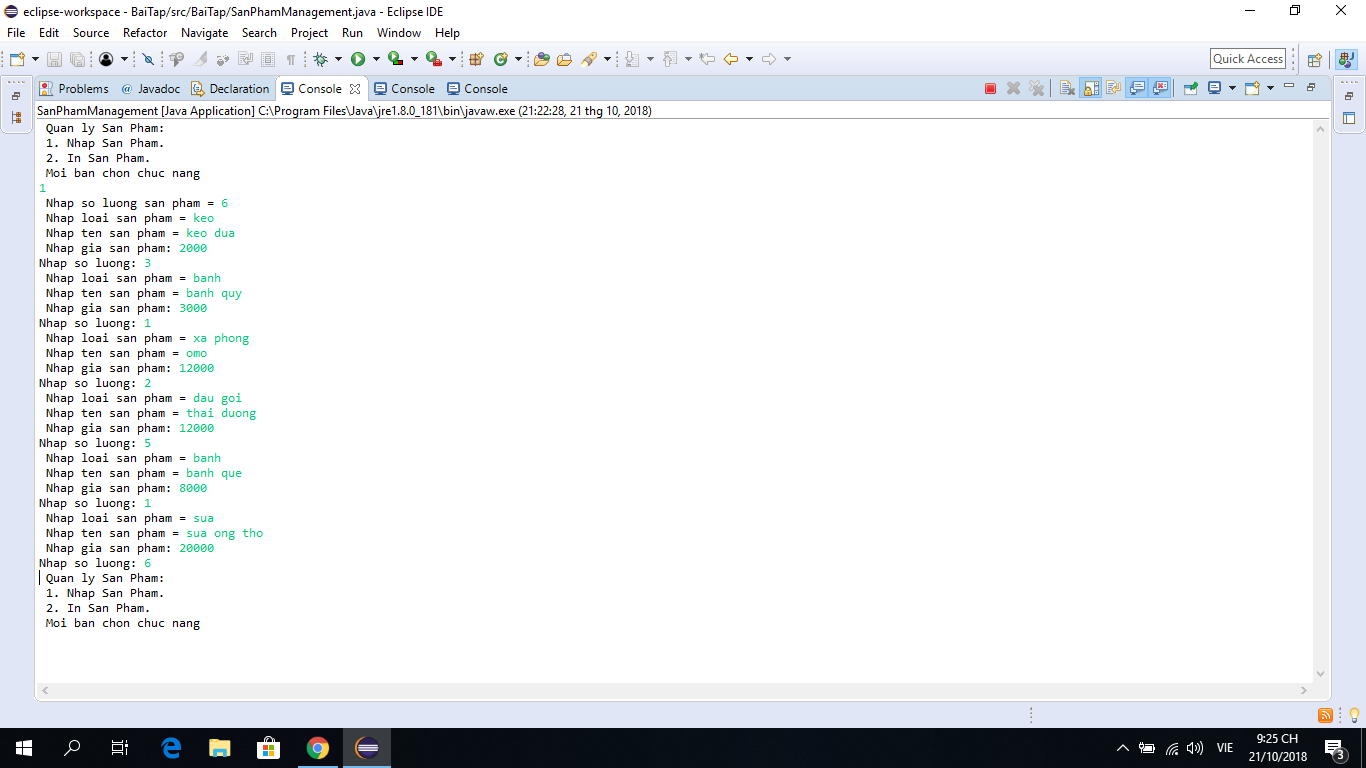 eclipse-workspace - BaiTap/src/BaiTap/SanPhamManagement.java - Eclipse IDE
File Edit Source Refactor Navigate Search Project Run Window Help
Quick Access
Problems @ Javadoc Declaration Console Console Console
SanPhamManagement [Java Application] C:\Program Files\Java\jre1.8.0_181\bin\javaw.exe (21:22:28, 21 thg 10, 2018)
Quan ly San Pham:
1. Nhap San Pham.
2. In San Pham.
Moi ban chon chuc nang
1
Nhap so luong san pham = 6
Nhap loai san pham = keo
Nhap ten san pham = keo dua
Nhap gia san pham: 2000
Nhap so luong: 3
Nhap loai san pham = banh
Nhap ten san pham = banh quy
Nhap gia san pham: 3000
Nhap so luong: 1
Nhap loai san pham = xa phong
Nhap ten san pham = omo
Nhap gia san pham: 12000
Nhap so luong: 2
Nhap loai san pham = dau goi
Nhap ten san pham = thai duong
Nhap gia san pham: 12000
Nhap so luong: 5
Nhap loai san pham = banh
Nhap ten san pham = banh que
Nhap gia san pham: 8000
Nhap so luong: 1
Nhap loai san pham = sua
Nhap ten san pham = sua ong tho
Nhap gia san pham: 20000
Nhap so luong: 6
Quan ly San Pham:
1. Nhap San Pham.
2. In San Pham.
Moi ban chon chuc nang
VIE
9:25 CH
21/10/2018
3